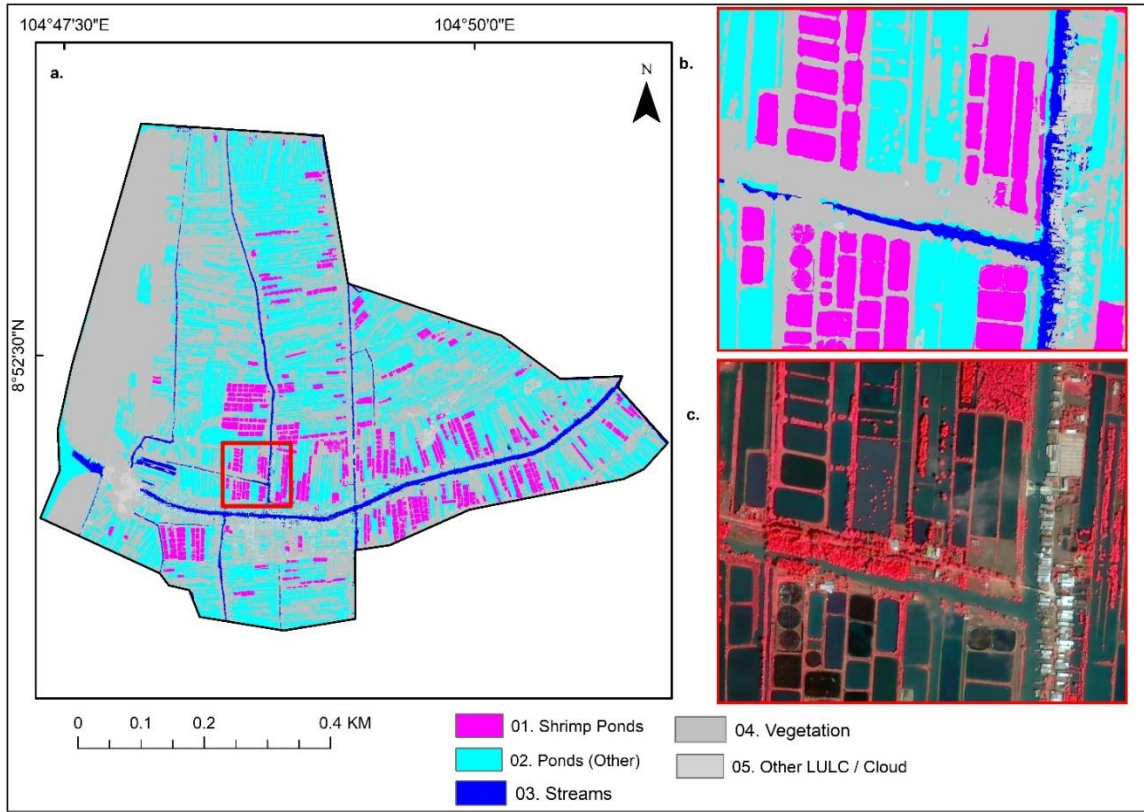 104°47'30"E
104°50'0"E
a.
N
8°52'30"N
b.
c.
0
0.1
0.2
0.4 KM
01. Shrimp Ponds
02. Ponds (Other)
03. Streams
04. Vegetation
05. Other LULC / Cloud